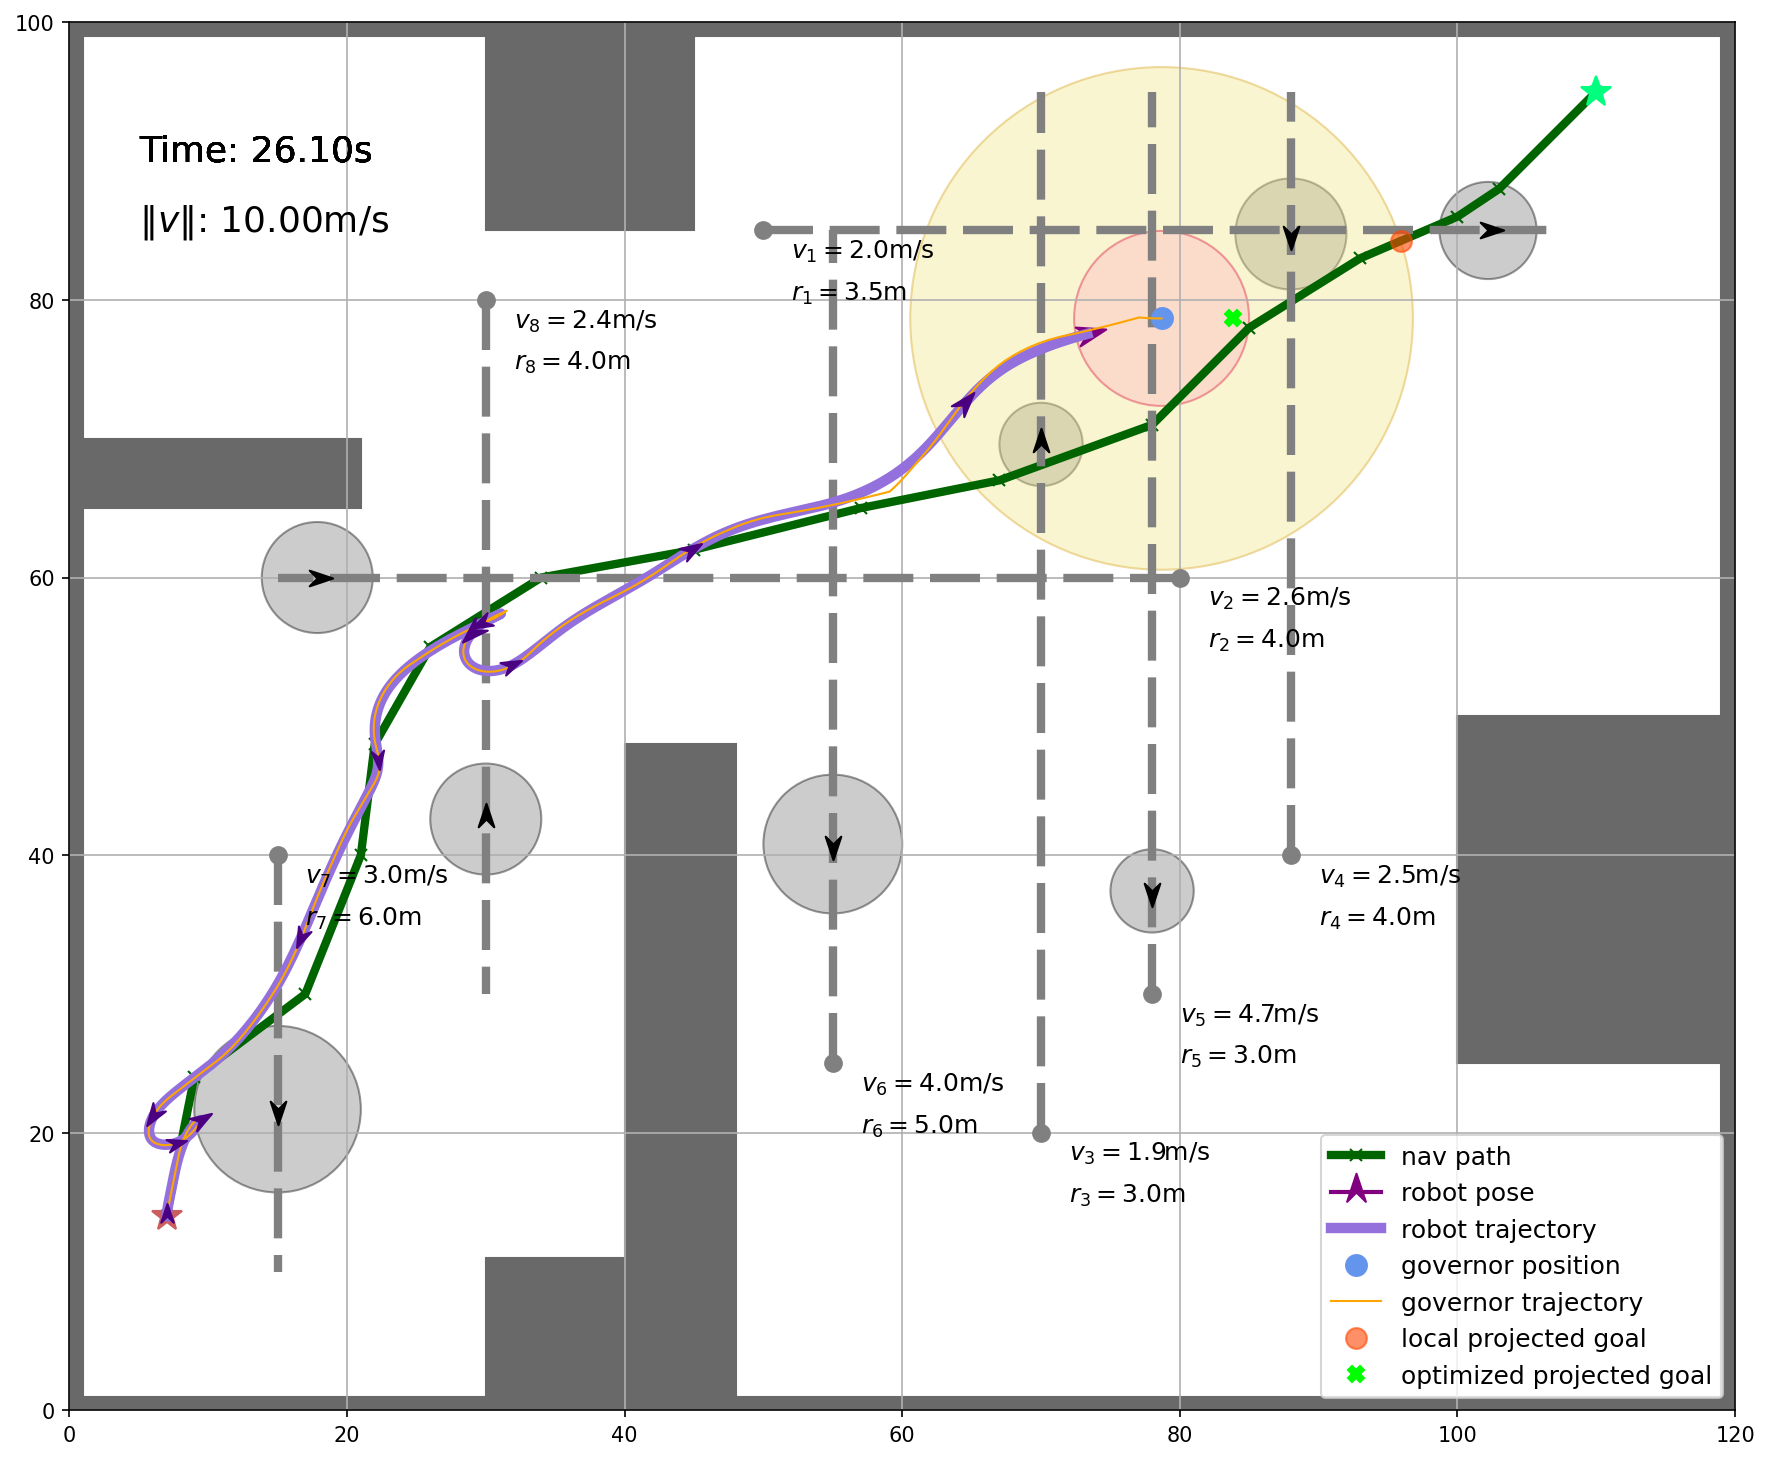 100
80
60
40
20
0
Time: 26.10s
‖v‖: 10.00m/s
v₁ = 2.0m/s
r₁ = 3.5m
v₈ = 2.4m/s
r₈ = 4.0m
v₂ = 2.6m/s
r₂ = 4.0m
v₇ = 3.0m/s
r₇ = 6.0m
v₄ = 2.5m/s
r₄ = 4.0m
v₅ = 4.7m/s
r₅ = 3.0m
v₆ = 4.0m/s
r₆ = 5.0m
v₃ = 1.9m/s
r₃ = 3.0m
nav path
robot pose
robot trajectory
governor position
governor trajectory
local projected goal
optimized projected goal
0 20 40 60 80 100 120